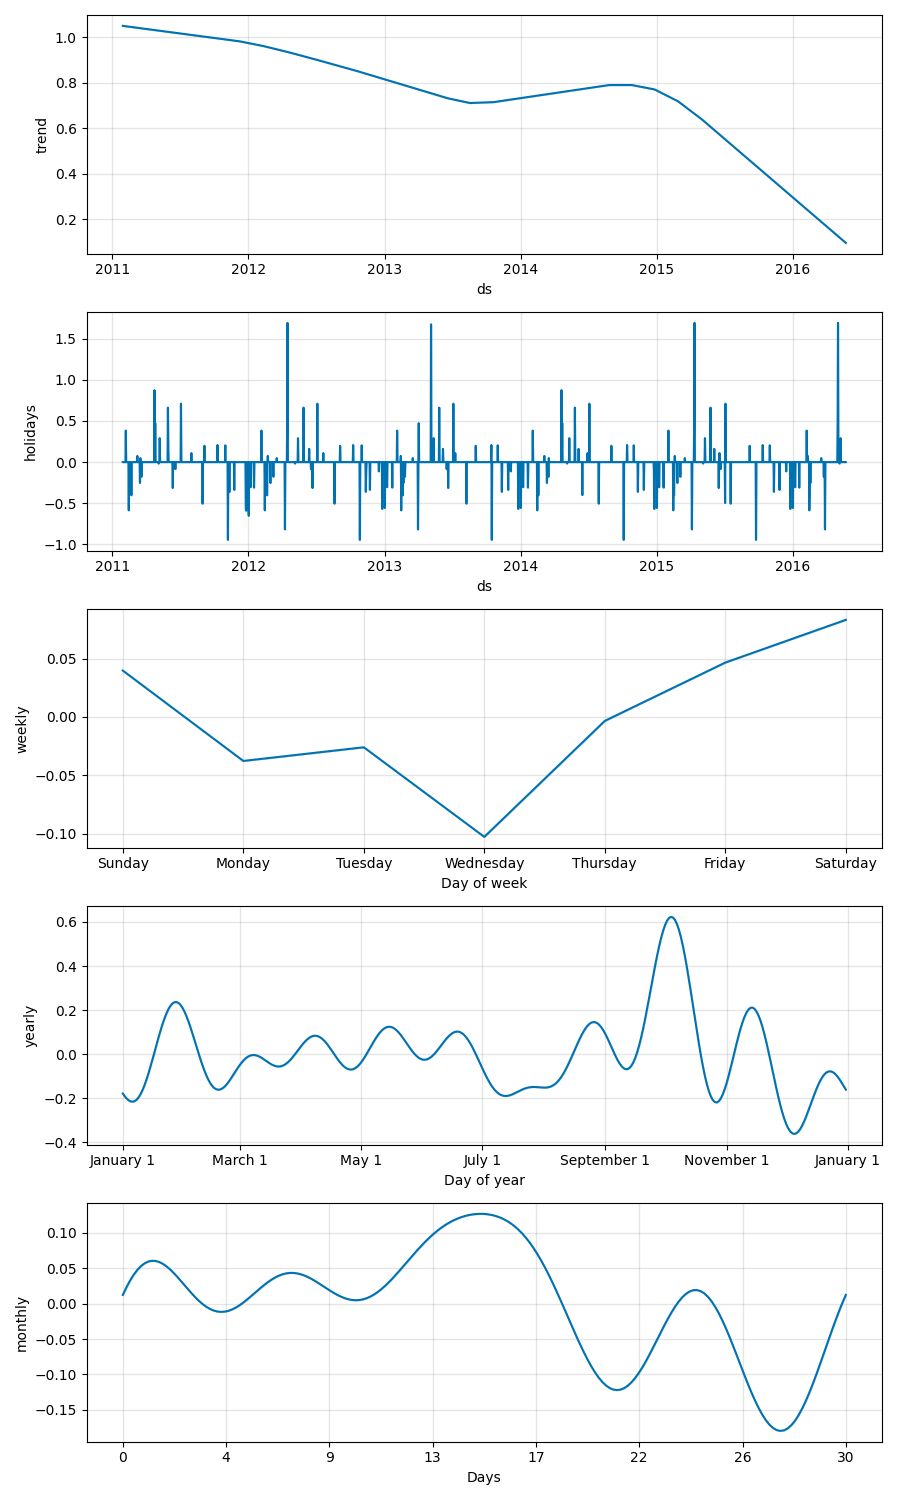 trend
1.0
0.8
0.6
0.4
0.2
2011 2012 2013 2014 2015 2016
ds
holidays
1.5
1.0
0.5
0.0
−0.5
−1.0
2011 2012 2013 2014 2015 2016
ds
weekly
0.05
0.00
−0.05
−0.10
Sunday Monday Tuesday Wednesday Thursday Friday Saturday
Day of week
yearly
0.6
0.4
0.2
0.0
−0.2
−0.4
January 1 March 1 May 1 July 1 September 1 November 1 January 1
Day of year
monthly
0.10
0.05
0.00
−0.05
−0.10
−0.15
0 4 9 13 17 22 26 30
Days